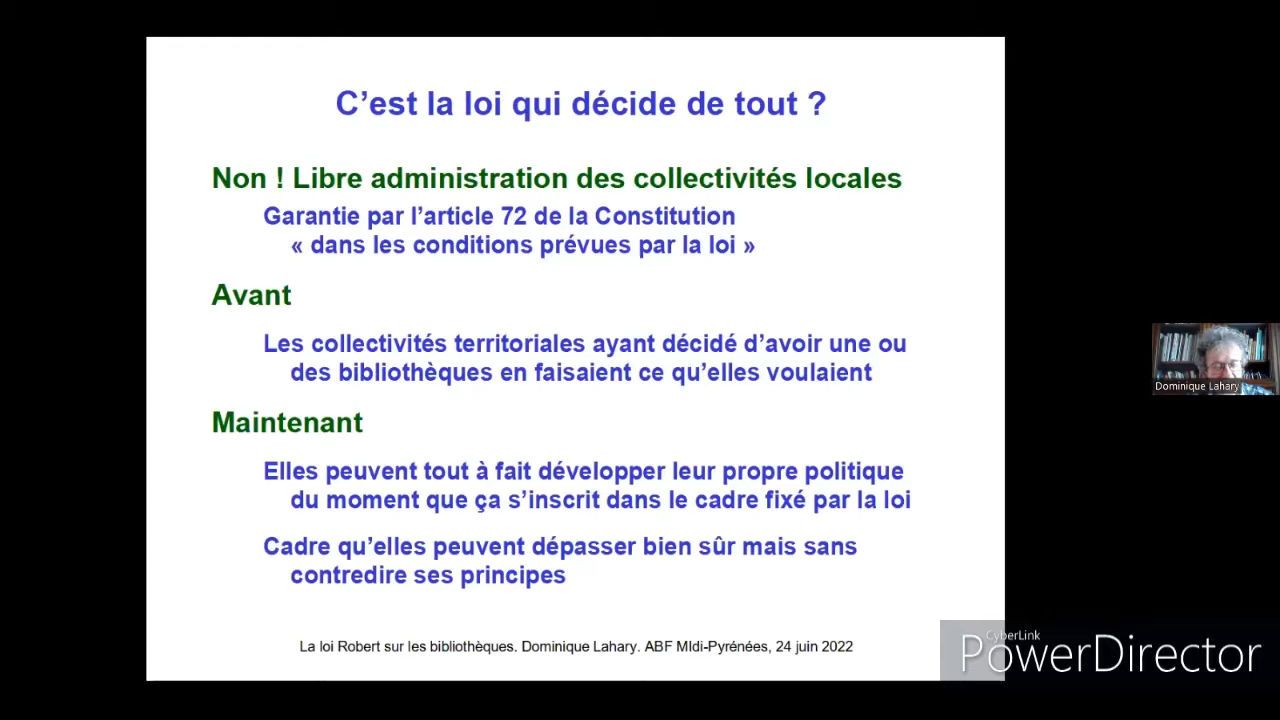 C’est la loi qui décide de tout ?
Non ! Libre administration des collectivités locales
Garantie par l’article 72 de la Constitution
« dans les conditions prévues par la loi »
Avant
Les collectivités territoriales ayant décidé d’avoir une ou
des bibliothèques en faisaient ce qu’elles voulaient
Maintenant
Elles peuvent tout à fait développer leur propre politique
du moment que ça s’inscrit dans le cadre fixé par la loi
Cadre qu’elles peuvent dépasser bien sûr mais sans
contredire ses principes
La loi Robert sur les bibliothèques. Dominique Lahary. ABF MIdi-Pyrénées, 24 juin 2022
Dominique Lahary
CyberLink
PowerDirector